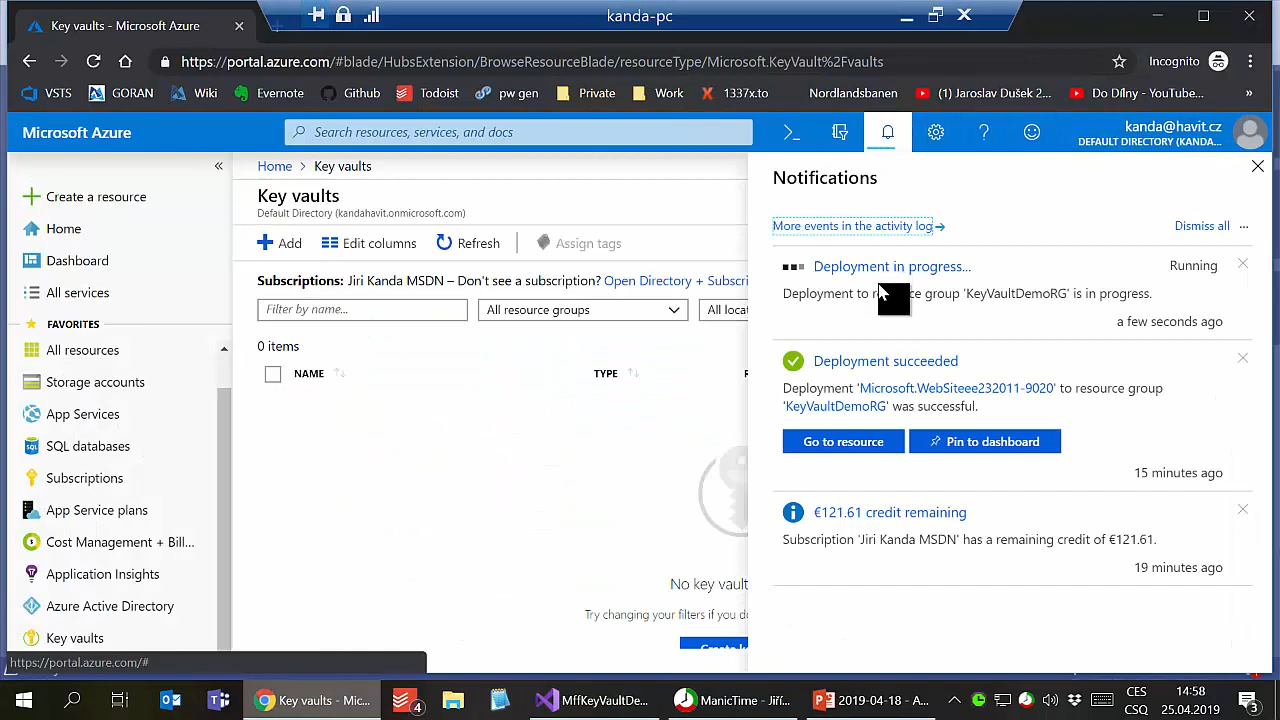 Key vaults - Microsoft Azure
kanda-pc
https://portal.azure.com/#blade/HubsExtension/BrowseResourceBlade/resourceType/Microsoft.KeyVault%2Fvaults
Incognito
VSTS
GORAN
Wiki
Evernote
Github
Todoist
pw gen
Private
Work
1337x.to
Nordlandsbanen
(1) Jaroslav Dušek 2...
Do Dílny - YouTube...
»
Microsoft Azure
Search resources, services, and docs
kanda@havit.cz
DEFAULT DIRECTORY (KANDA...
«
Create a resource
Home
Dashboard
All services
FAVORITES
All resources
Storage accounts
App Services
SQL databases
Subscriptions
App Service plans
Cost Management + Bill...
Application Insights
Azure Active Directory
Key vaults
https://portal.azure.com/#
Home > Key vaults
Key vaults
Default Directory (kandahavit.onmicrosoft.com)
Add
Edit columns
Refresh
Assign tags
Subscriptions: Jiri Kanda MSDN – Don't see a subscription? Open Directory + Subscri
Filter by name...
All resource groups
All locat
0 items
NAME
TYPE
No key vault
Try changing your filters if you d
Notifications
More events in the activity log
Dismiss all
...
Deployment in progress...
Running
Deployment to re ce group 'KeyVaultDemoRG' is in progress.
a few seconds ago
Deployment succeeded
Deployment 'Microsoft.WebSiteee232011-9020' to resource group
'KeyVaultDemoRG' was successful.
Go to resource
Pin to dashboard
15 minutes ago
€121.61 credit remaining
Subscription 'Jiri Kanda MSDN' has a remaining credit of €121.61.
19 minutes ago
Key vaults - Mic...
4
MffKeyVaultDe...
ManicTime - Jiř...
2019-04-18 - A...
CES
CSQ
14:58
25.04.2019
3